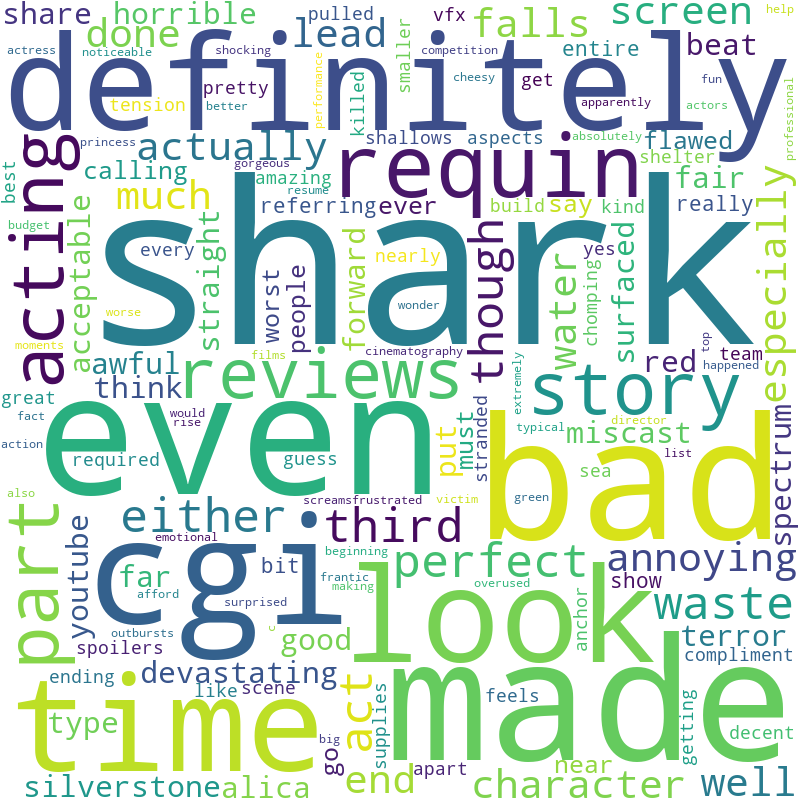 share
horrible
pulled
vfx
falls
screen
help
done
lead
smaller
entire
beat
actress
noticeable
shocking
competition
definitely
pretty
cheesy
get
tension
better
performance
killed
apparently
fun
actors
professional
acting
princess
actually
shallows
aspects
absolutely
flawed
best
calling
gorgeous
amazing
requin
shelter
fair
much
resume
referring
ever
build
say
kind
really
budget
acceptable
every
straight
shark
though
yes
especially
worst
people
forward
nearly
wonder
water
chomping
surfaced
worse
moments
awful
films
cinematography
red
team
top
happened
great
think
reviews
extremely
story
fact
even
would
rise
stranded
typical
director
miscast
action
required
guess
put
must
bad
list
sea
spectrum
also
screamsfrustrated
victim
green
part
either
third
emotional
cgi
beginning
perfect
annoying
youtube
far
bit
frantic
look
overused
show
afford
making
anchor
waste
outbursts
surprised
c
good
terror
spoilers
compliment
ending
devastating
act
made
time
like
scene
supplies
feels
getting
decent
type
big
go
apart
near
silverstone
alica
end
character
well